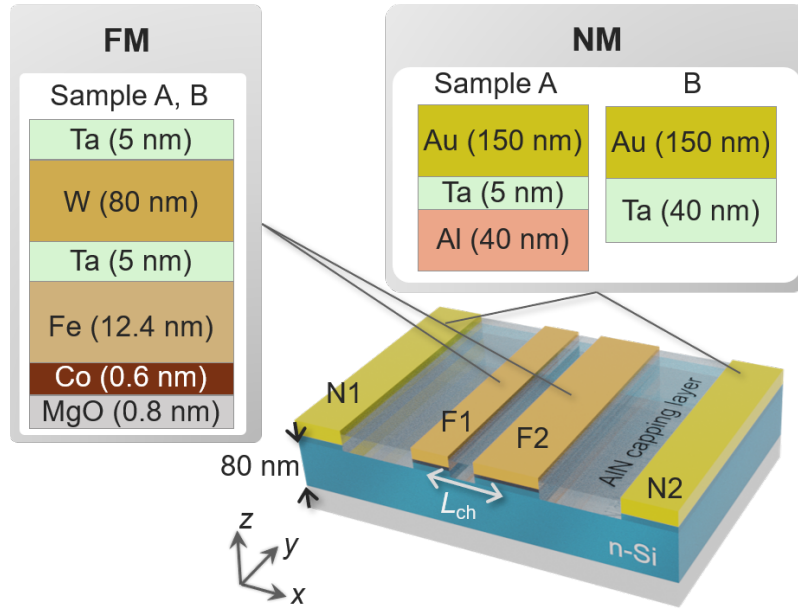 FM
Sample A, B
Ta (5 nm)
W (80 nm)
Ta (5 nm)
Fe (12.4 nm)
Co (0.6 nm)
MgO (0.8 nm)
NM
Sample A
Au (150 nm)
Ta (5 nm)
Al (40 nm)
B
Au (150 nm)
Ta (40 nm)
N1
F1
F2
N2
AlN capping layer
80 nm
Lch
n-Si
z
y
x